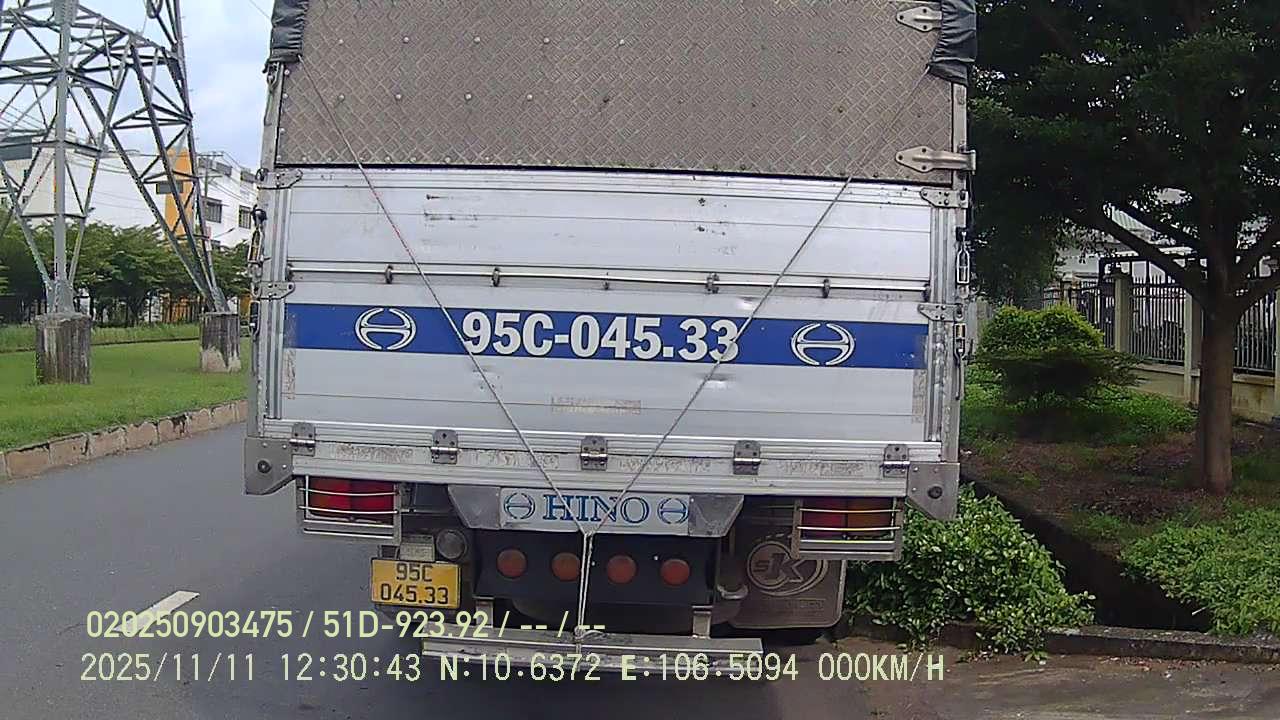 95C-045.33
HINO
95C
045.33
SK
020250903475 / 51D-923.92 / -- / --
2025/11/11 12:30:43 N:10.6372 E:106.5094 000KM/H